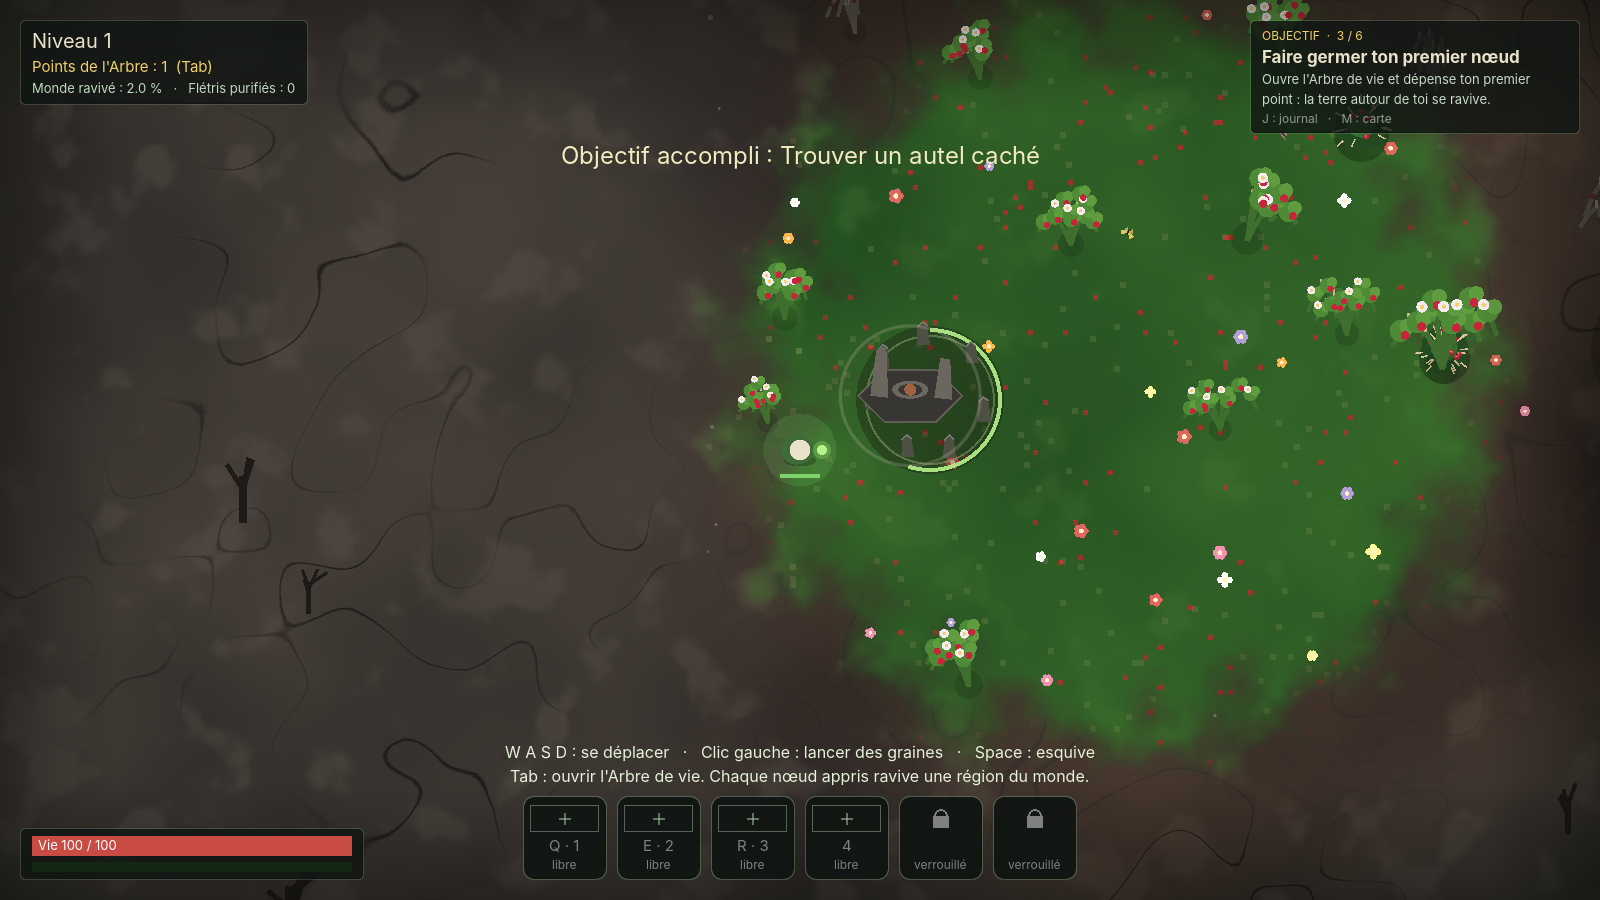 Niveau 1
Points de l'Arbre : 1 (Tab)
Monde ravivé : 2.0 % · Flétris purifiés : 0
OBJECTIF · 3 / 6
Faire germer ton premier nœud
Ouvre l'Arbre de vie et dépense ton premier
point : la terre autour de toi se ravive.
J : journal · M : carte
Objectif accompli : Trouver un autel caché
W A S D : se déplacer · Clic gauche : lancer des graines · Space : esquive
Tab : ouvrir l'Arbre de vie. Chaque nœud appris ravive une région du monde.
Vie 100 / 100
Q · 1
libre
E · 2
libre
R · 3
libre
4
libre
verrouillé
verrouillé